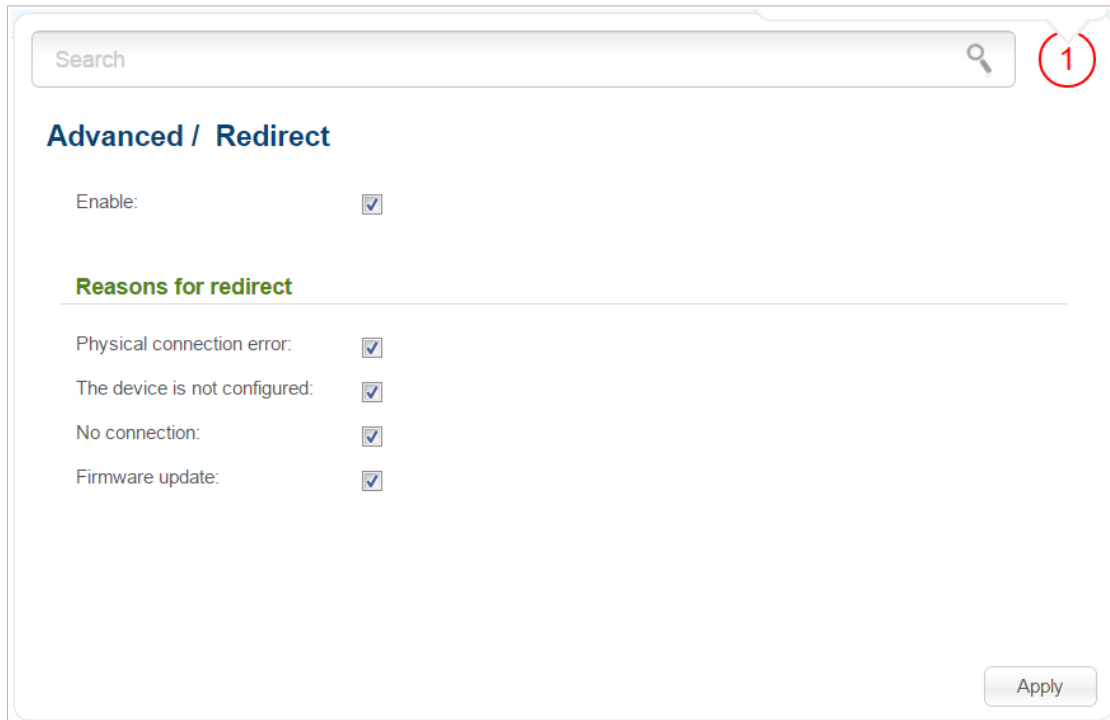 Search
1
Advanced /  Redirect
Enable:
Reasons for redirect
Physical connection error:
The device is not configured:
No connection:
Firmware update:
Apply